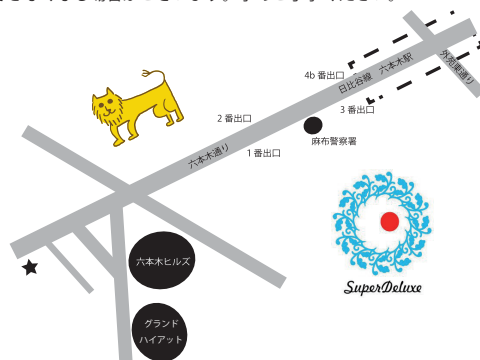 4b 番出口
日比谷線 六本木駅
外苑東通り
3 番出口
2 番出口
麻布警察署
1 番出口
六本木通り
六本木ヒルズ
グランド
ハイアット
SuperDeluxe